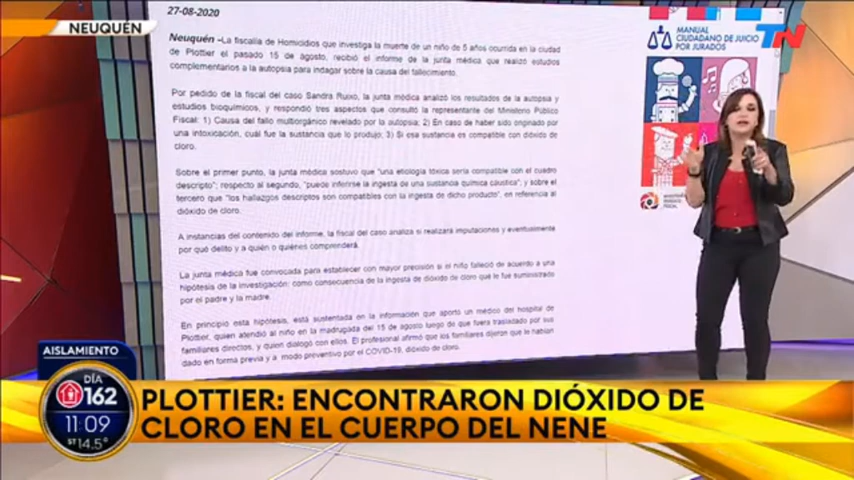 NEUQUÉN
27-08-2020
Neuquén –La fiscalía de Homicidios que investiga la muerte de un niño de 5 años ocurrida en la ciudad
de Plottier el pasado 15 de agosto, recibió el informe de la junta médica que realizó estudios
complementarios a la autopsia para indagar sobre la causa del fallecimiento.
Por pedido de la fiscal del caso Sandra Ruixo, la junta médica analizó los resultados de la autopsia y
estudios bioquímicos, y respondió tres aspectos que consultó la representante del Ministerio Público
Fiscal: 1) Causa del fallo multiorgánico revelado por la autopsia; 2) En caso de haber sido originado por
una intoxicación, cuál fue la sustancia que lo produjo; 3) Si esa sustancia es compatible con dióxido de
cloro.
Sobre el primer punto, la junta médica sostuvo que "una etiología tóxica sería compatible con el cuadro
descripto"; respecto al segundo, "puede inferirse la ingesta de una sustancia química cáustica", y sobre el
tercero que "los hallazgos descriptos son compatibles con la ingesta de dicho producto", en referencia al
dióxido de cloro.
A instancias del contenido del informe, la fiscal del caso analiza si realizará imputaciones y eventualmente
por qué delito y a quién o quiénes comprenderá.
La junta médica fue convocada para establecer con mayor precisión si el niño falleció de acuerdo a una
hipótesis de la investigación: como consecuencia de la ingesta de dióxido de cloro que le fue suministrado
por el padre y la madre.
En principio esta hipótesis, está sustentada en la información que aportó un médico del hospital de
Plottier, quien atendió al niño en la madrugada del 15 de agosto luego de que fuera trasladado por sus
familiares directos, y quien dialogó con ellos. El profesional afirmó que los familiares dijeron que le habían
dado en forma previa y a modo preventivo por el COVID-19, dióxido de cloro.
MANUAL
CIUDADANO DE JUICIO
POR JURADOS
TN
AISLAMIENTO
DÍA
162
11:09
ST 14.5°
PLOTTIER: ENCONTRARON DIÓXIDO DE
CLORO EN EL CUERPO DEL NENE